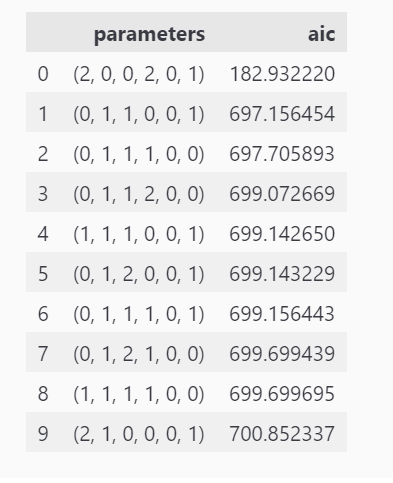 parameters aic
0 (2, 0, 0, 2, 0, 1) 182.932220
1 (0, 1, 1, 0, 0, 1) 697.156454
2 (0, 1, 1, 1, 0, 0) 697.705893
3 (0, 1, 1, 2, 0, 0) 699.072669
4 (1, 1, 1, 0, 0, 1) 699.142650
5 (0, 1, 2, 0, 0, 1) 699.143229
6 (0, 1, 1, 1, 0, 1) 699.156443
7 (0, 1, 2, 1, 0, 0) 699.699439
8 (1, 1, 1, 1, 0, 0) 699.699695
9 (2, 1, 0, 0, 0, 1) 700.852337